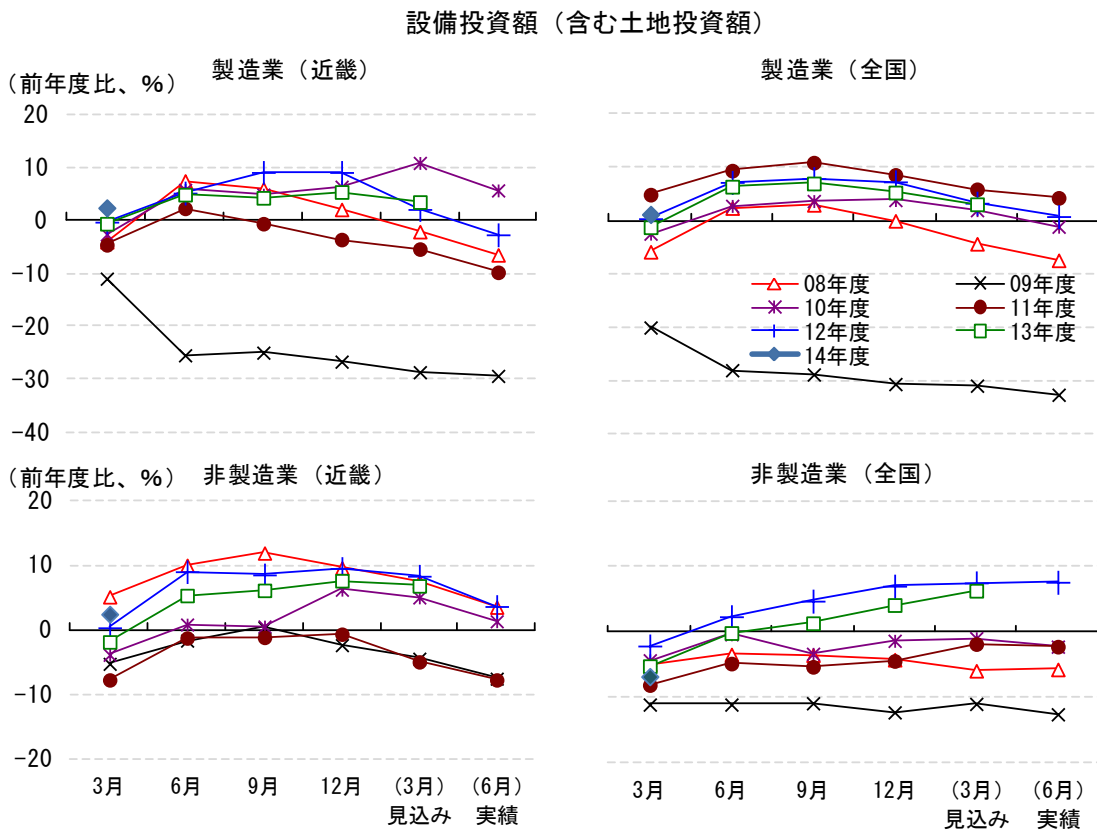 設備投資額（含む土地投資額）
（前年度比、%）
製造業（近畿）
製造業（全国）
20
10
0
-10
-20
-30
-40
08年度
09年度
10年度
11年度
12年度
13年度
14年度
（前年度比、%）
非製造業（近畿）
非製造業（全国）
20
10
0
-10
-20
3月
6月
9月
12月
（3月）
見込み
（6月）
実績
3月
6月
9月
12月
（3月）
見込み
（6月）
実績